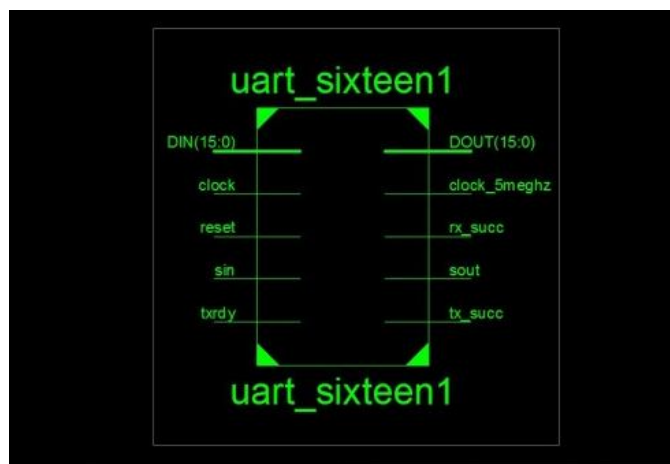 uart_sixteen1
DIN(15:0) DOUT(15:0)
clock clock_5meghz
reset rx_succ
sin sout
txrdy tx_succ
uart_sixteen1